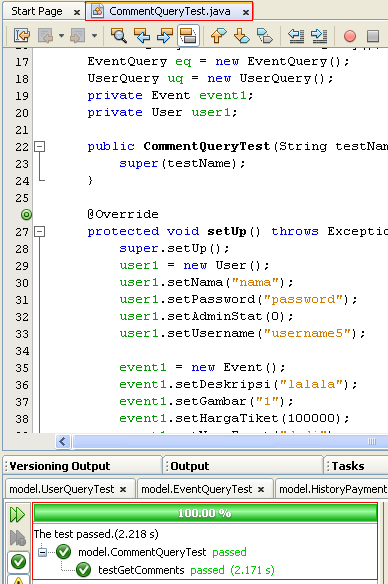 Start Page
CommentQueryTest.java
17 EventQuery eq = new EventQuery();
18 UserQuery uq = new UserQuery();
19 private Event event1;
20 private User user1;
21
22 public CommentQueryTest(String testNam
23 super(testName);
24 }
25
@Override
27 protected void setUp() throws Exception
28 super.setUp();
29 user1 = new User();
30 user1.setNama("nama");
31 user1.setPassword("password");
32 user1.setAdminStat(0);
33 user1.setUsername("username5");
34
35 event1 = new Event();
36 event1.setDeskripsi("lalala");
37 event1.setGambar("1");
38 event1.setHargaTiket(100000);
Versioning Output
Output
Tasks
model.UserQueryTest
model.EventQueryTest
model.HistoryPayment
100.00 %
The test passed.(2.218 s)
model.CommentQueryTest passed
testGetComments passed (2.171 s)